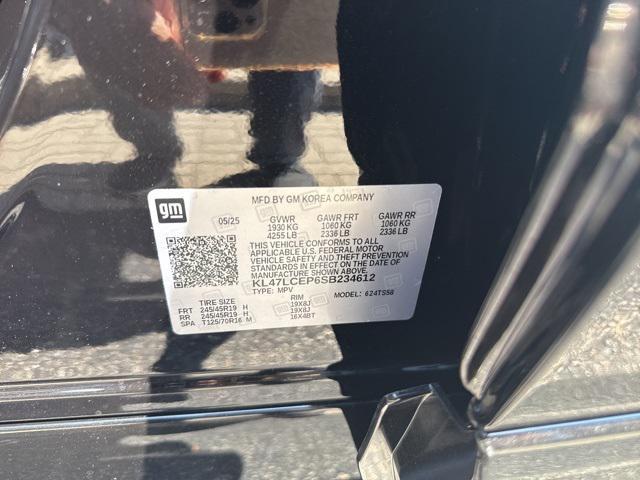 gm
MFD BY GM KOREA COMPANY
05/25 GVWR GAWR FRT GAWR RR
1930 KG 1060 KG 1060 KG
4255 LB 2336 LB 2336 LB
THIS VEHICLE CONFORMS TO ALL
APPLICABLE U.S. FEDERAL MOTOR
VEHICLE SAFETY AND THEFT PREVENTION
STANDARDS IN EFFECT ON THE DATE OF
MANUFACTURE SHOWN ABOVE.
KL47LCEP6SB234612
TYPE: MPV MODEL: 624TS58
TIRE SIZE RIM
FRT 245/45R19 H 19X8J
RR 245/45R19 H 19X8J
SPA T125/70R16 M 16X4BT